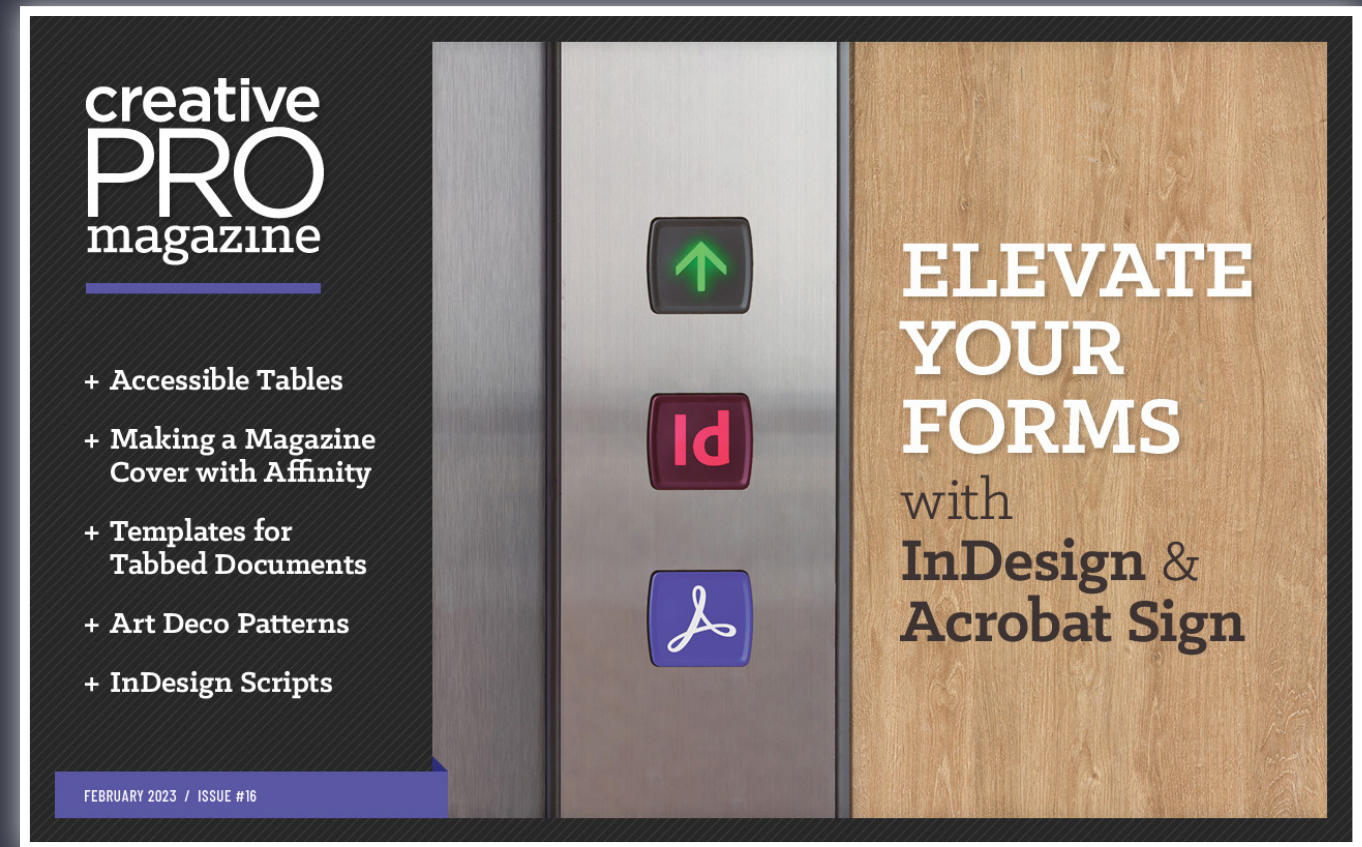 creative
PRO
magazine
+ Accessible Tables
+ Making a Magazine
Cover with Affinity
+ Templates for
Tabbed Documents
+ Art Deco Patterns
+ InDesign Scripts
FEBRUARY 2023 / ISSUE #16
Id
ELEVATE
YOUR
FORMS
with
InDesign &
Acrobat Sign